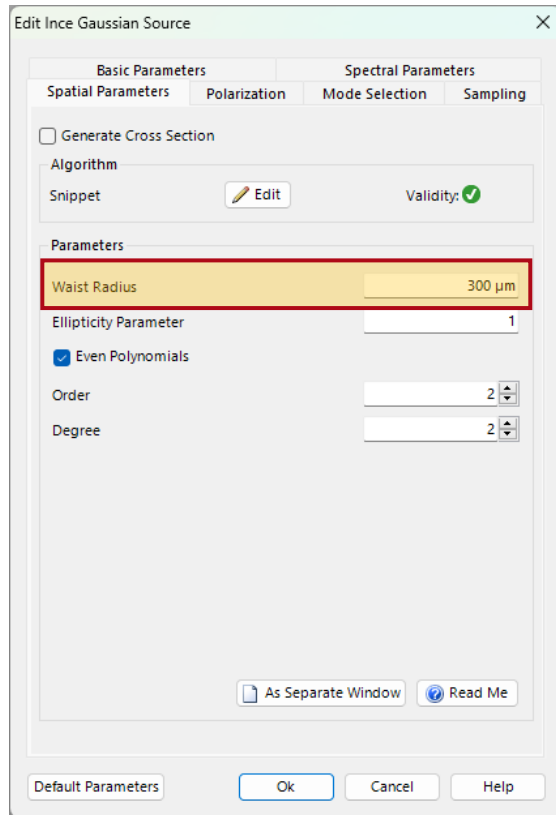 Edit Ince Gaussian Source
Basic Parameters Spectral Parameters
Spatial Parameters Polarization Mode Selection Sampling
Generate Cross Section
Algorithm
Snippet Edit Validity:
Parameters
Waist Radius 300 µm
Ellipticity Parameter 1
Even Polynomials
Order 2
Degree 2
As Separate Window Read Me
Default Parameters Ok Cancel Help